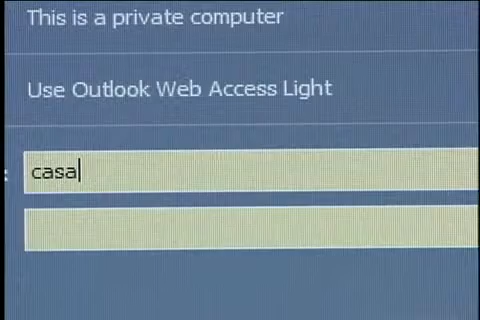 This is a private computer
Use Outlook Web Access Light
: casa